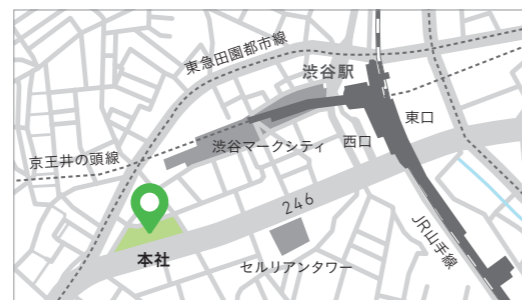 東急田園都市線
渋谷駅
東口
渋谷マークシティ
西口
京王井の頭線
246
JR山手線
本社
セルリアンタワー